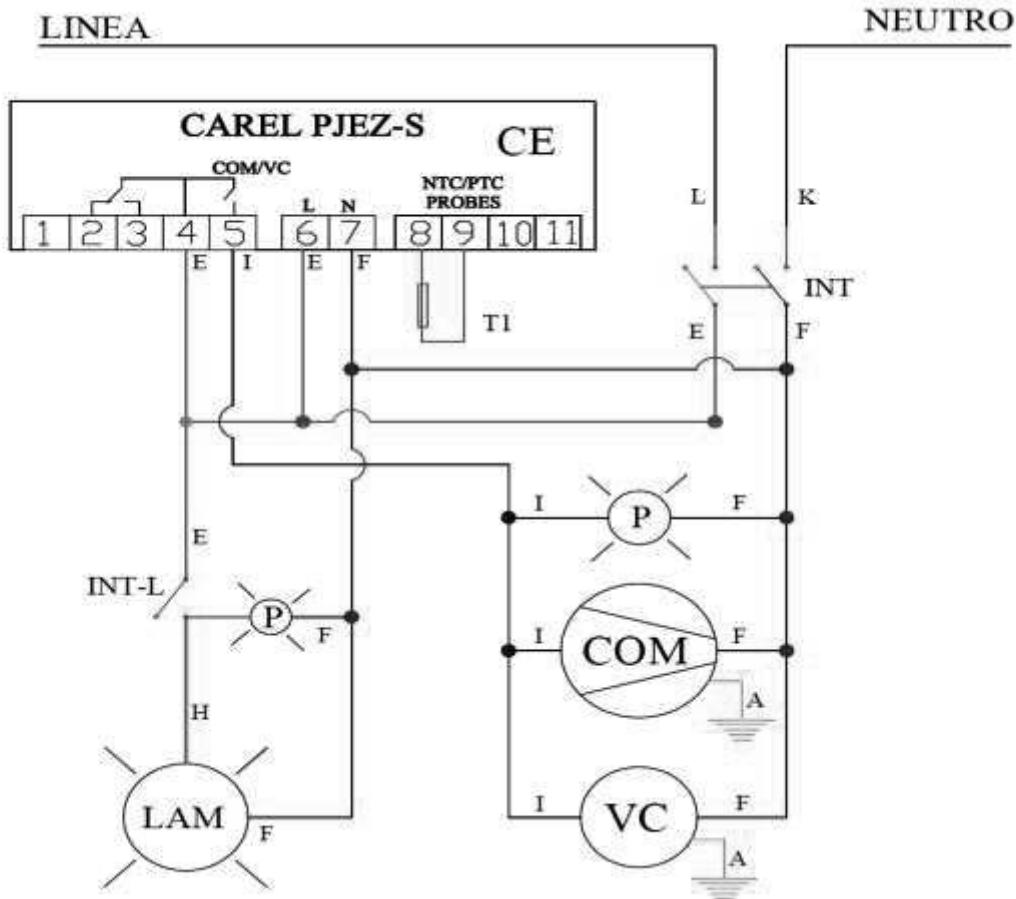 LINEA
NEUTRO
CAREL PJEZ-S
CE
COM/VC
NTC/PTC
PROBES
L N
1 2 3 4 5 6 7 8 9 10 11
E I E F
T1
L K
INT
E F
I P F
E
INT-L
P
F
I COM F
A
H
LAM
F
I VC F
A